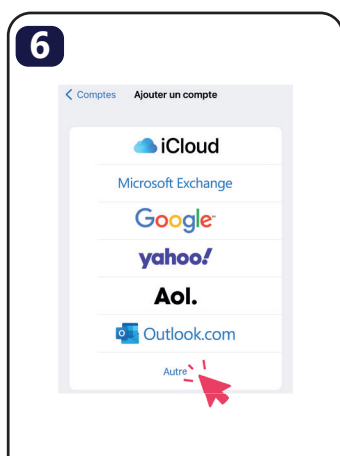 6
Comptes Ajouter un compte
iCloud
Microsoft Exchange
Google
yahoo!
Aol.
Outlook.com
Autre